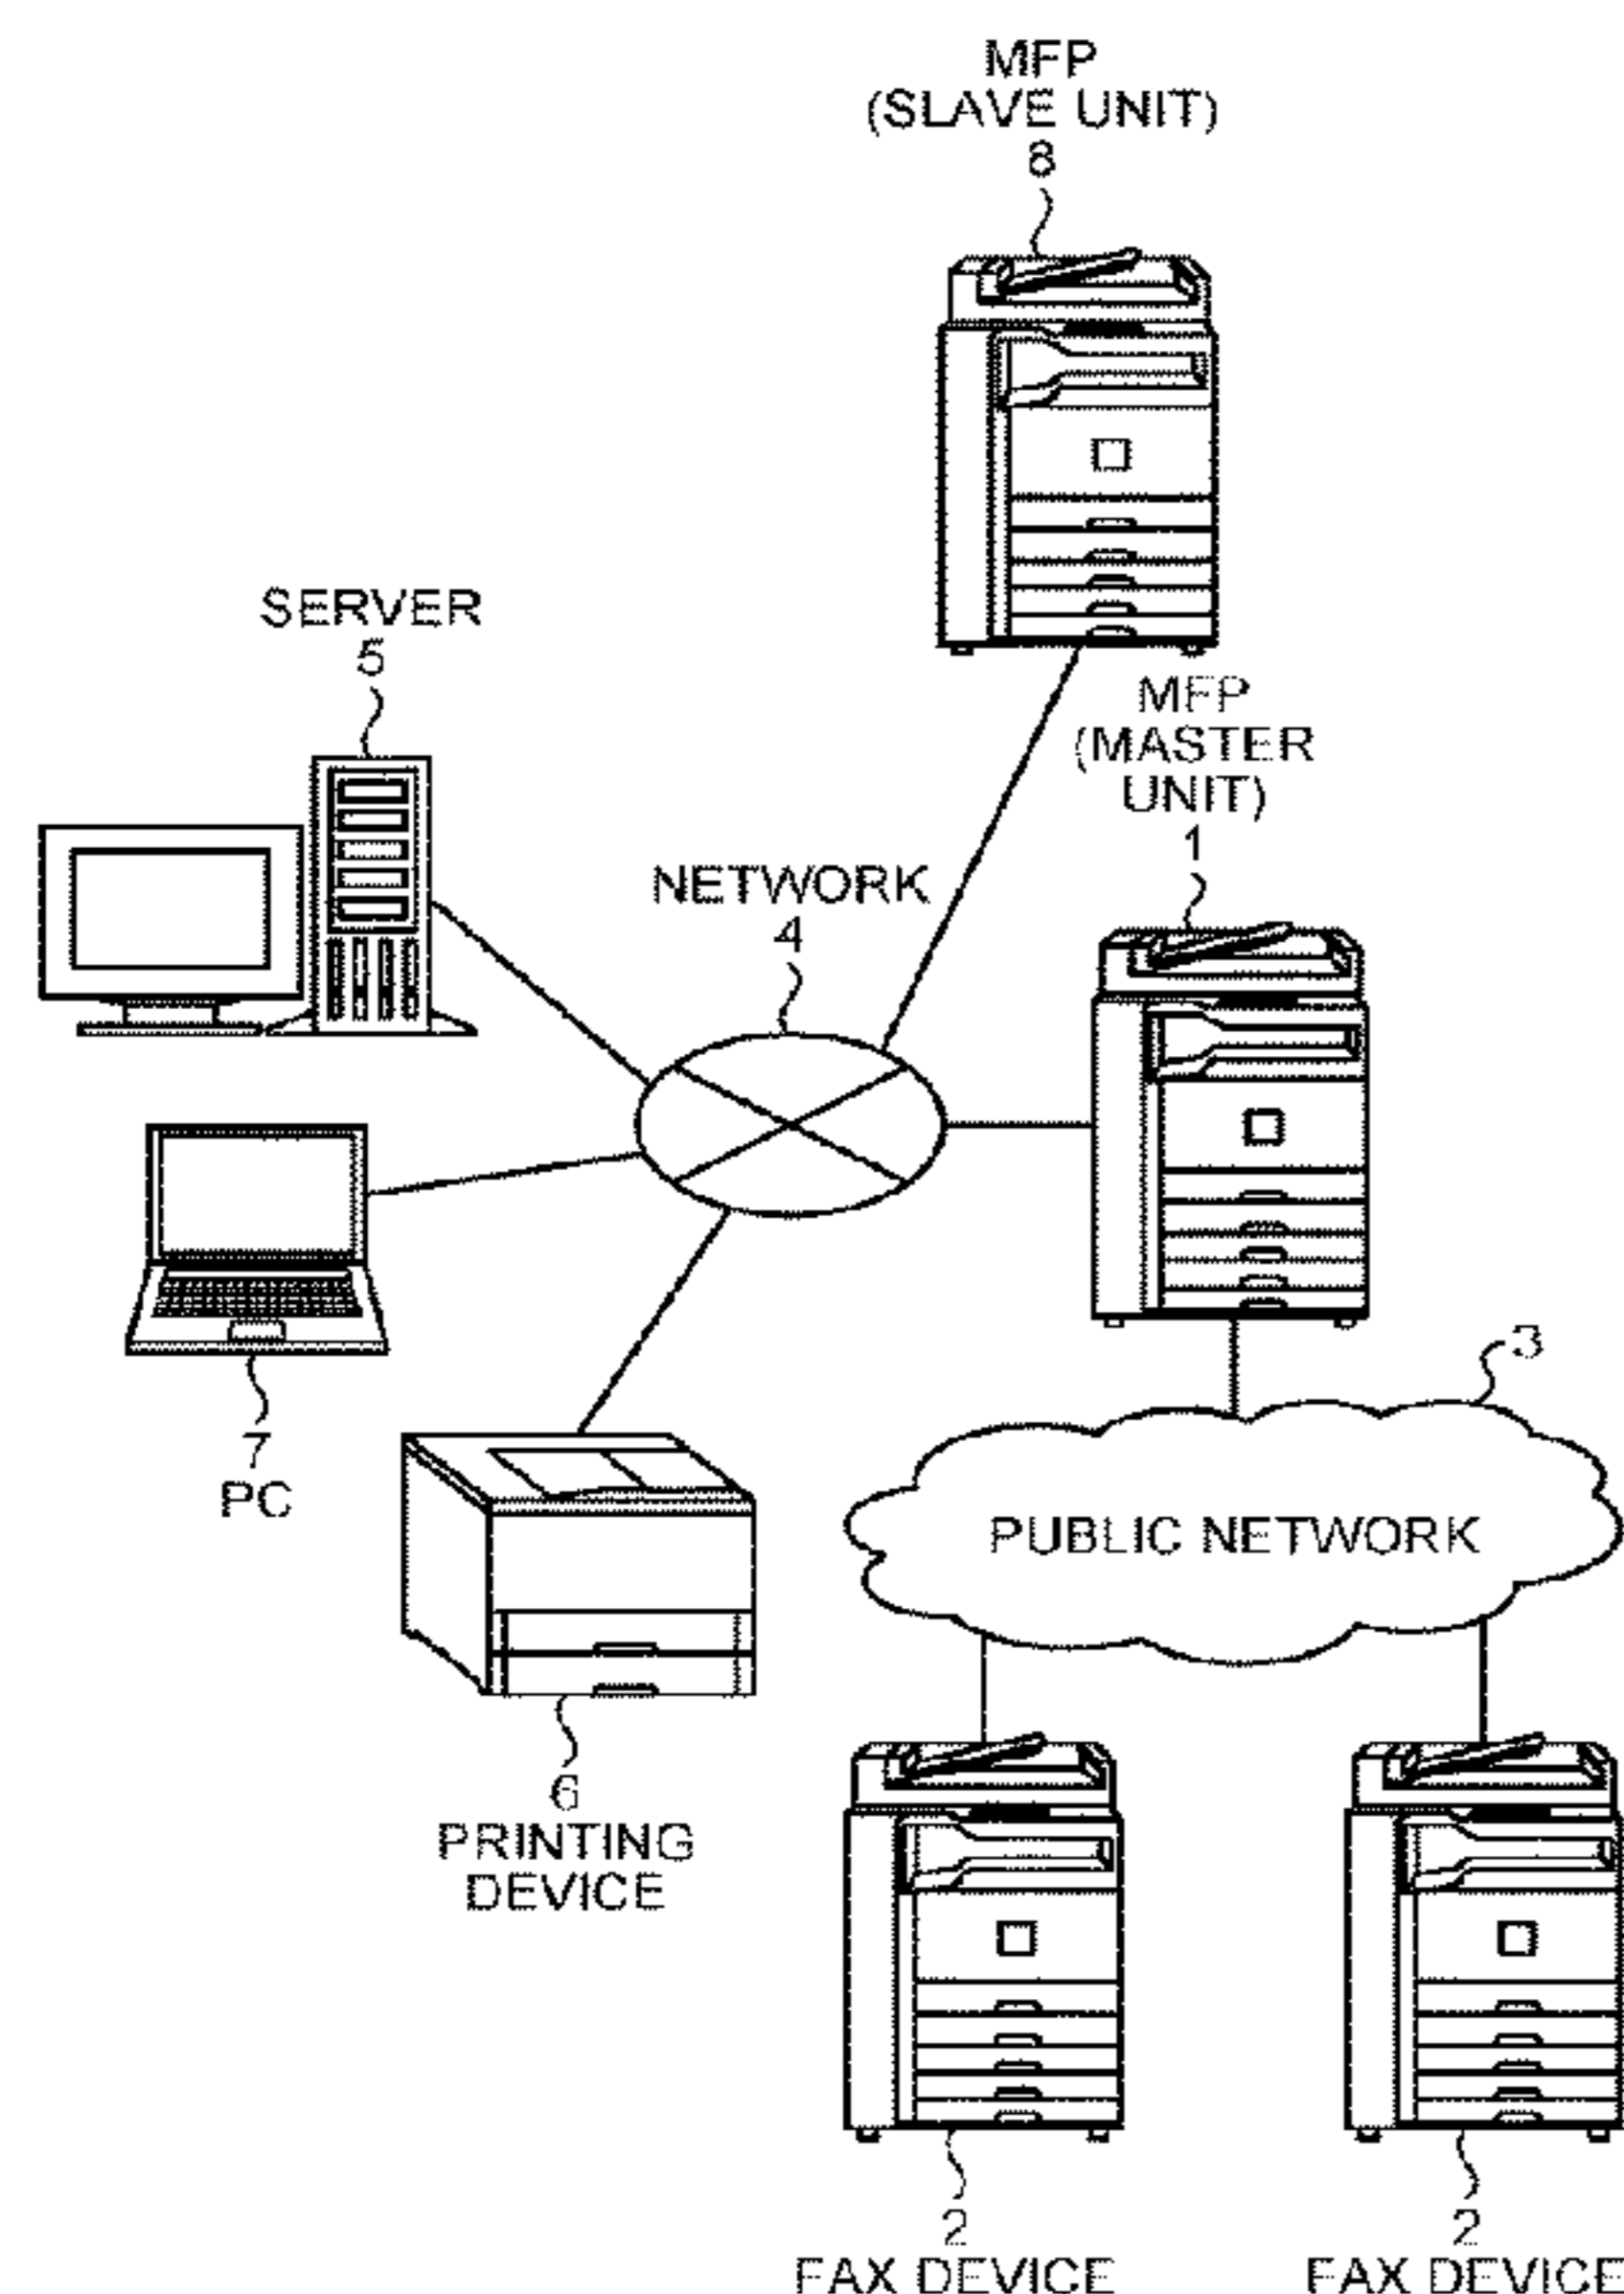 MFP
(SLAVE UNIT)
8
SERVER
5
MFP
(MASTER
UNIT)
1
NETWORK
4
3
7
PC
PUBLIC NETWORK
6
PRINTING
DEVICE
2
FAX DEVICE
2
FAX DEVICE